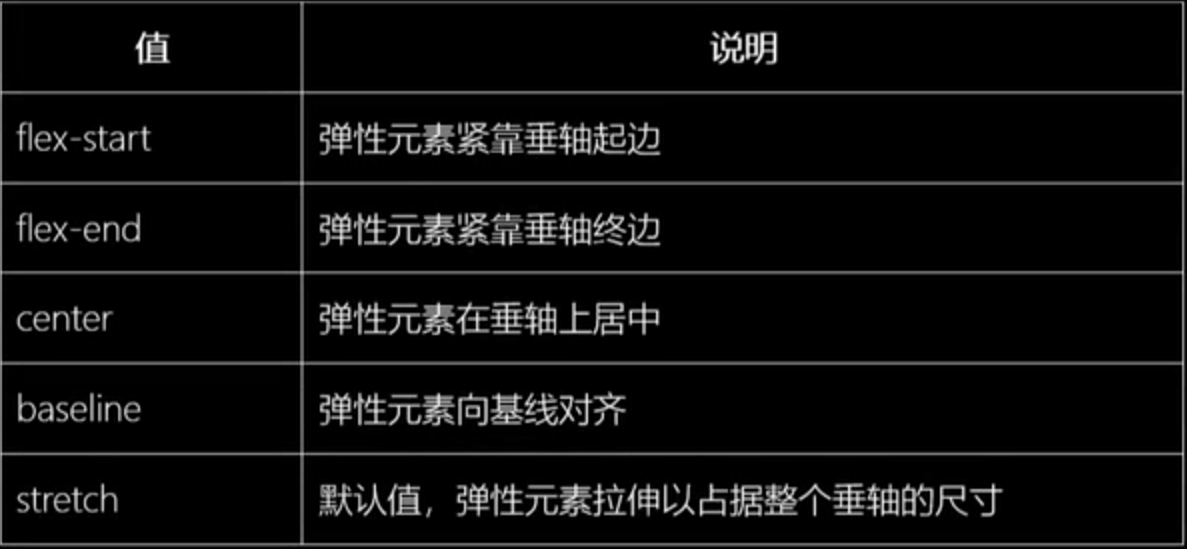 值 说明
flex-start 弹性元素紧靠垂轴起边
flex-end 弹性元素紧靠垂轴终边
center 弹性元素在垂轴上居中
baseline 弹性元素向基线对齐
stretch 默认值，弹性元素拉伸以占据整个垂轴的尺寸